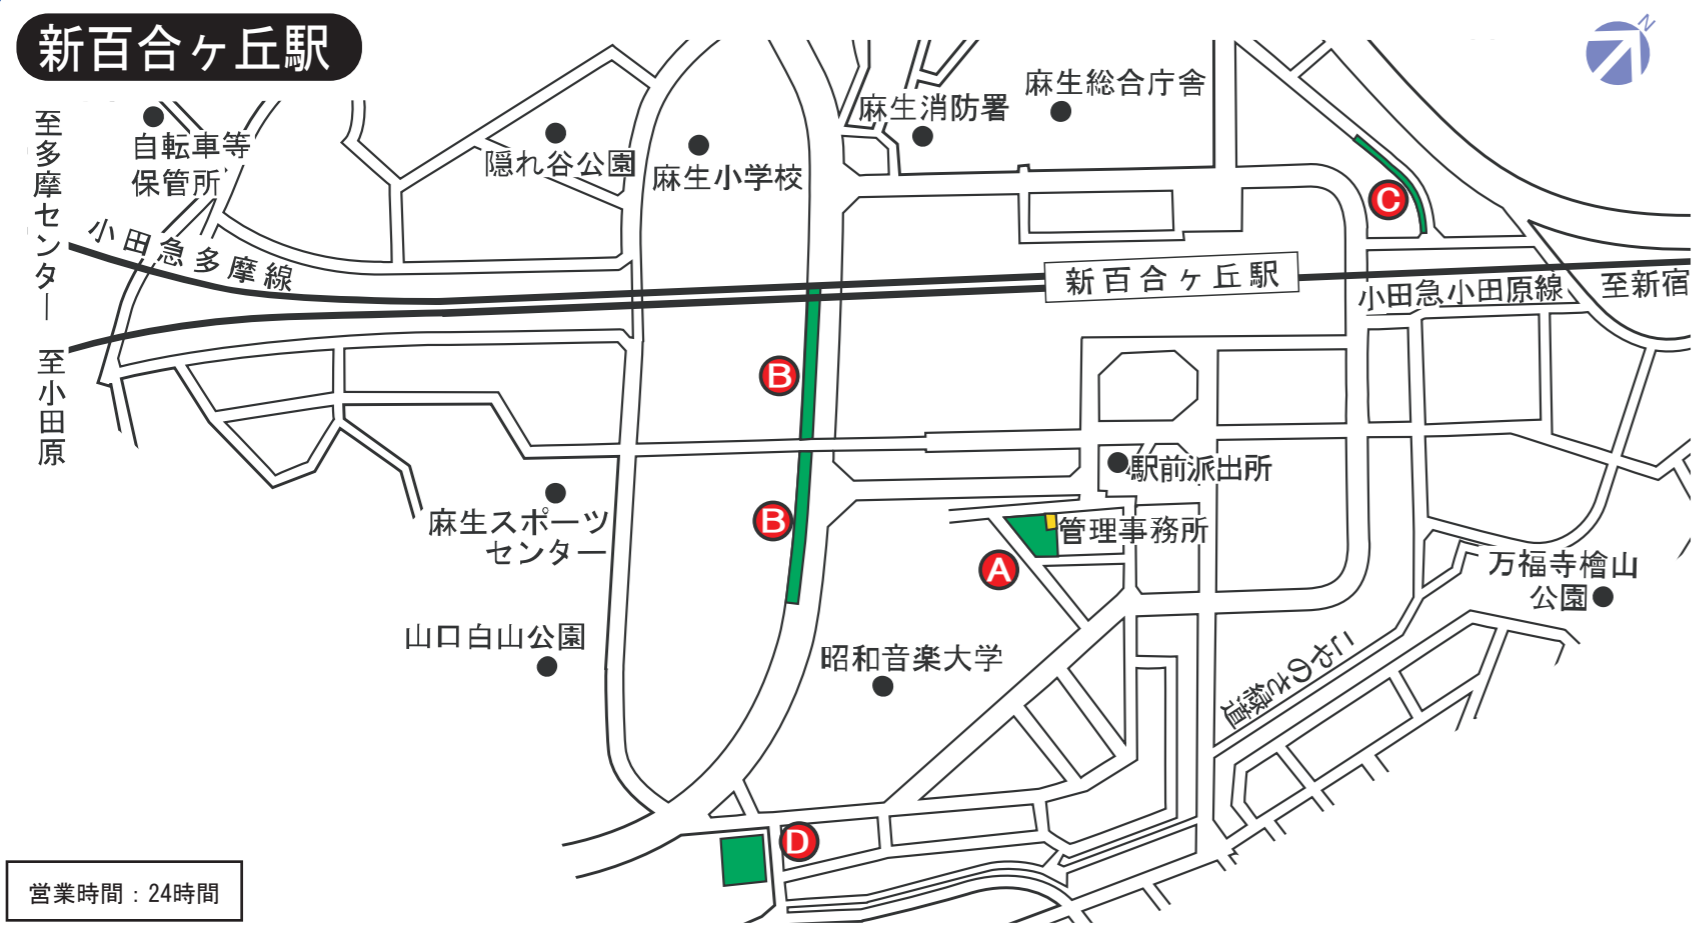 新百合ヶ丘駅
N
至多摩センター
自転車等
保管所
隠れ谷公園
麻生小学校
麻生消防署
麻生総合庁舎
C
小田急多摩線
新百合ヶ丘駅
小田急小田原線
至新宿
至小田原
B
駅前派出所
麻生スポーツ
センター
B
管理事務所
A
万福寺檜山
公園
山口白山公園
昭和音楽大学
こやのさ緑道
D
営業時間：24時間